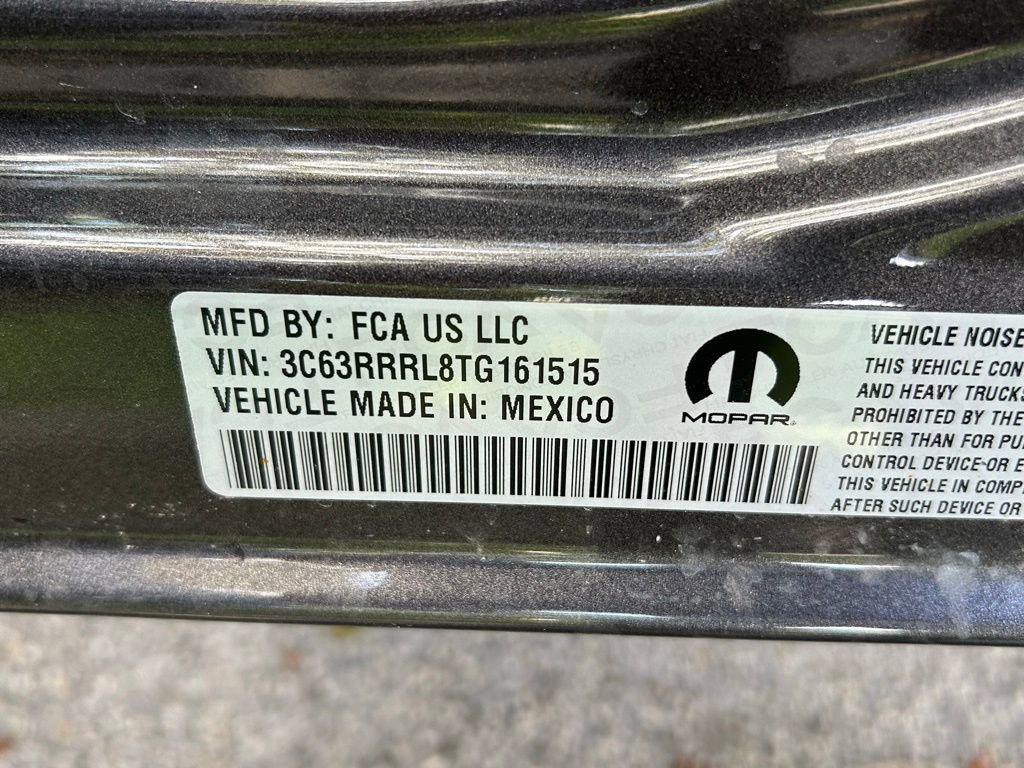 MFD BY: FCA US LLC
VIN: 3C63RRRL8TG161515
VEHICLE MADE IN: MEXICO
MOPAR
VEHICLE NOISE
THIS VEHICLE CON
AND HEAVY TRUCKS
PROHIBITED BY THE
OTHER THAN FOR PU
CONTROL DEVICE OR E
THIS VEHICLE IN COMP
AFTER SUCH DEVICE OR